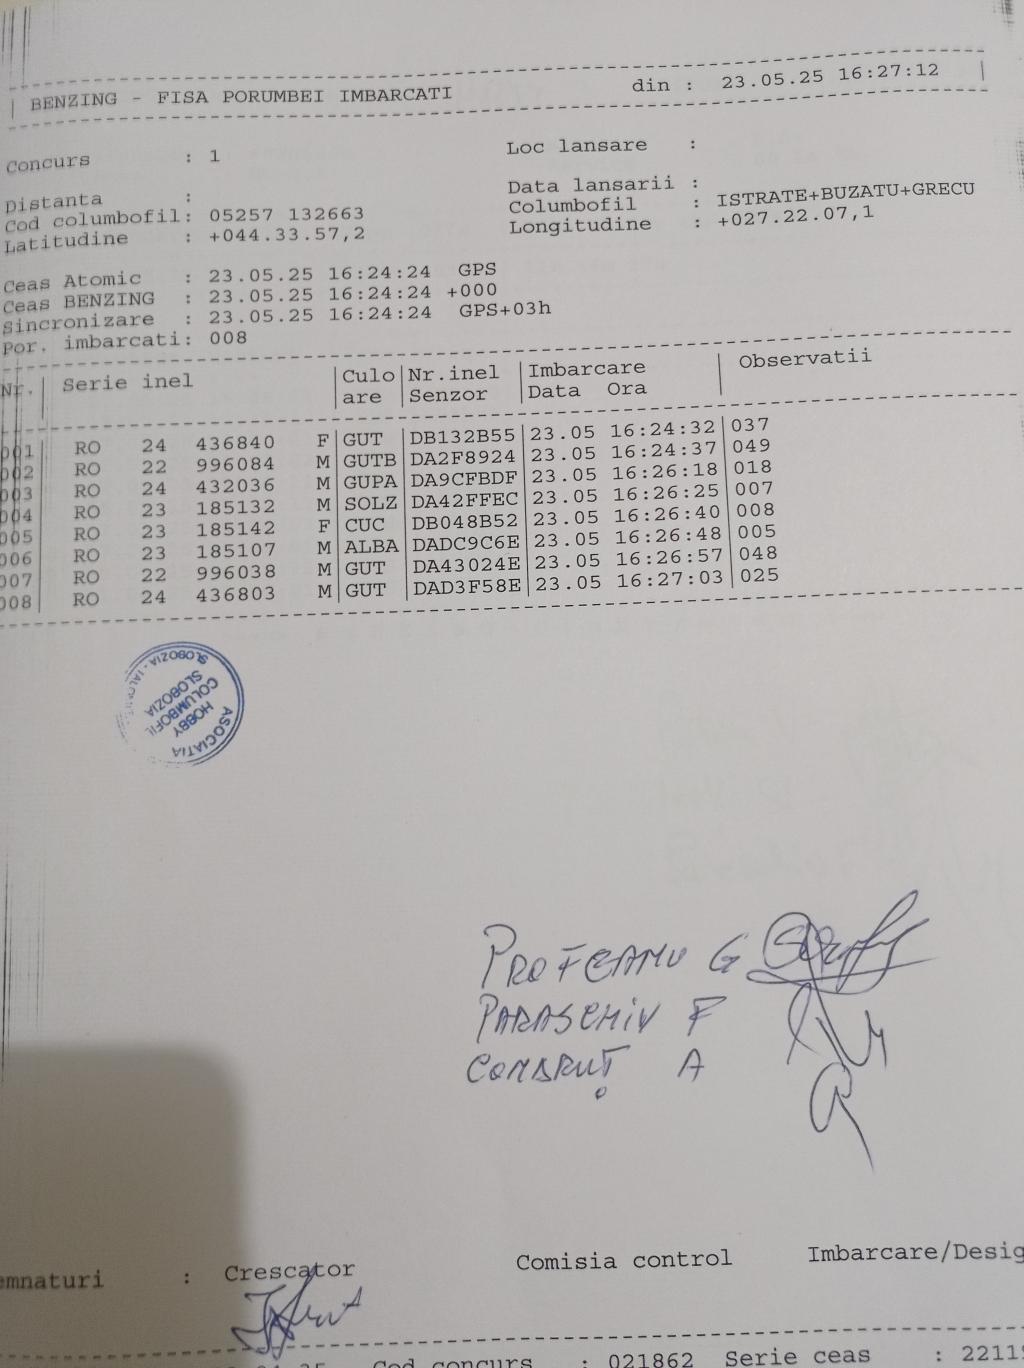 BENZING - FISA PORUMBEI IMBARCATI din : 23.05.25 16:27:12
Concurs : 1 Loc lansare :
Distanta : Data lansarii :
Cod columbofil: 05257 132663 Columbofil : ISTRATE+BUZATU+GRECU
Latitudine : +044.33.57,2 Longitudine : +027.22.07,1
Ceas Atomic : 23.05.25 16:24:24 GPS
Ceas BENZING : 23.05.25 16:24:24 +000
Sincronizare : 23.05.25 16:24:24 GPS+03h
Por. imbarcati: 008
Nr. | Serie inel | Culo | Nr.inel | Imbarcare | Observatii
are | Senzor | Data Ora
001 | RO 24 436840 F | GUT | DB132B55 | 23.05 16:24:32 | 037
002 | RO 22 996084 M | GUTB | DA2F8924 | 23.05 16:24:37 | 049
003 | RO 24 432036 M | GUPA | DA9CFBDF | 23.05 16:26:18 | 018
004 | RO 23 185132 M | SOLZ | DA42FFEC | 23.05 16:26:25 | 007
005 | RO 23 185142 F | CUC | DB048B52 | 23.05 16:26:40 | 008
006 | RO 23 185107 M | ALBA | DADC9C6E | 23.05 16:26:48 | 005
007 | RO 22 996038 M | GUT | DA43024E | 23.05 16:26:57 | 048
008 | RO 24 436803 M | GUT | DAD3F58E | 23.05 16:27:03 | 025
ASOCIATIA
HOBBY
COLUMBOFIL
SLOBOZIA
SLOBOZIA -
PROFEANU G
PARASCHIV F
COMBRUȚ A
emnaturi : Crescator Comisia control Imbarcare/Desig
Cod concurs : 021862 Serie ceas : 2211